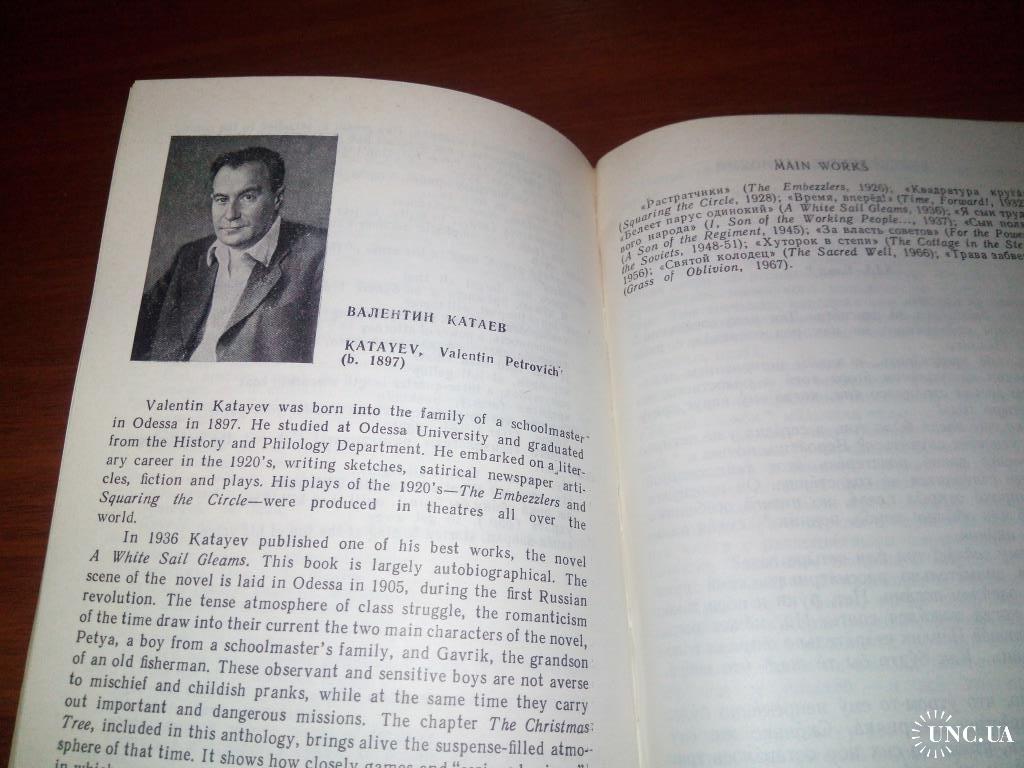 ВАЛЕНТИН КАТАЕВ
KATAYEV, Valentin Petrovich
(b. 1897)
Valentin Katayev was born into the family of a schoolmaster
in Odessa in 1897. He studied at Odessa University and graduated
from the History and Philology Department. He embarked on a liter-
ary career in the 1920's, writing sketches, satirical newspaper arti-
cles, fiction and plays. His plays of the 1920's—The Embezzlers and
Squaring the Circle—were produced in theatres all over the
world.
In 1936 Katayev published one of his best works, the novel
A White Sail Gleams. This book is largely autobiographical. The
scene of the novel is laid in Odessa in 1905, during the first Russian
revolution. The tense atmosphere of class struggle, the romanticism
of the time draw into their current the two main characters of the novel,
Petya, a boy from a schoolmaster's family, and Gavrik, the grandson
of an old fisherman. These observant and sensitive boys are not averse
to mischief and childish pranks, while at the same time they carry
out important and dangerous missions. The chapter The Christmas
Tree, included in this anthology, brings alive the suspense-filled atmo-
sphere of that time. It shows how closely games and
in which
MAIN WORKS
«Растратчики» (The Embezzlers, 1926); «Квадратура круга
(Squaring the Circle, 1928); «Время, вперёд!» (Time, Forward!, 1932
«Белеет парус одинокий» (A White Sail Gleams, 1936); «Я сын труд
вого народа» (I, Son of the Working People..., 1937); «Сын полк
(A Son of the Regiment, 1945); «За власть советов» (For the Power
the Soviets, 1948-51); «Хуторок в степи» (The Cottage in the Ste
1956); «Святой колодец» (The Sacred Well, 1966); «Трава забве
(Grass of Oblivion, 1967).
UNC.UA